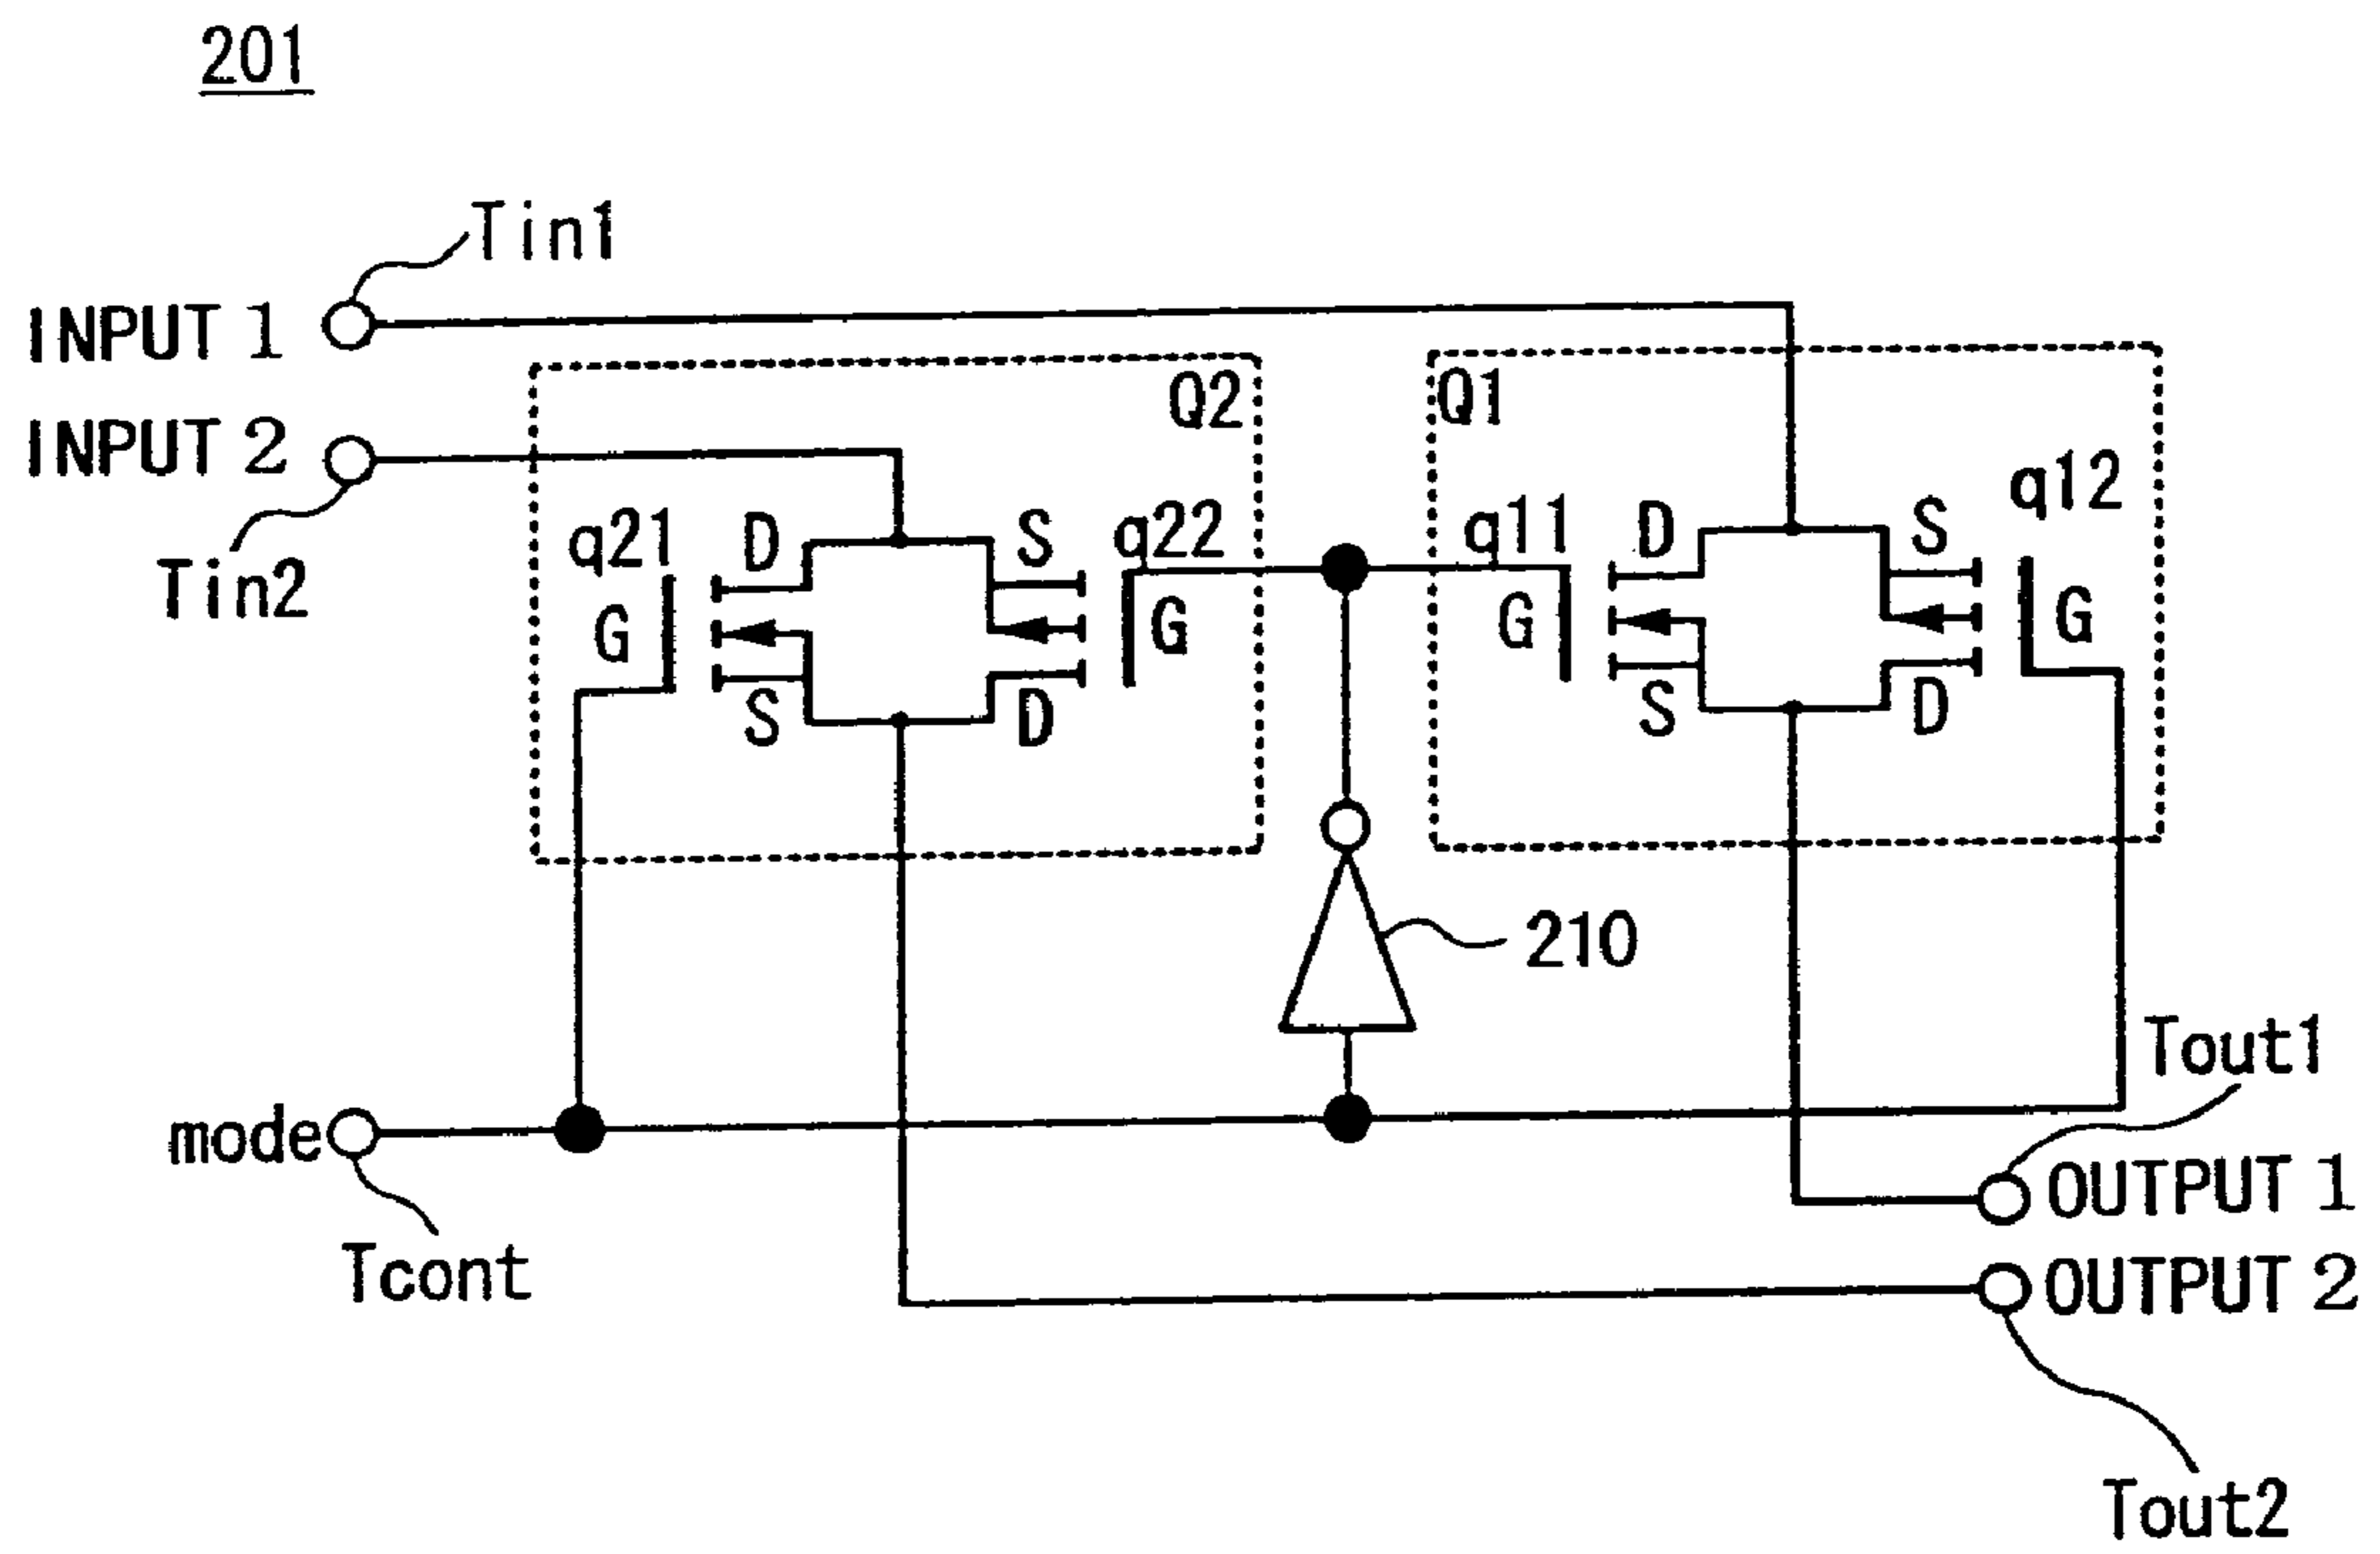 201
Tin1
INPUT 1
INPUT 2
Tin2
Q2
Q1
q21
D
S
q22
q11
D
S
q12
G
G
G
G
S
D
S
D
210
mode
Tcont
Tout1
OUTPUT 1
OUTPUT 2
Tout2